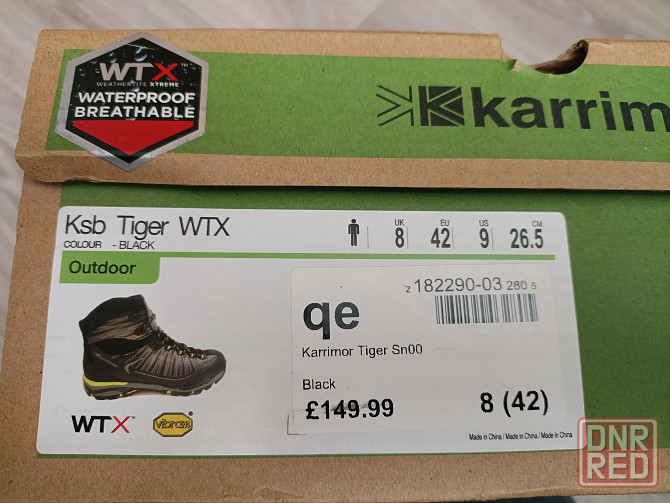 WTX™
WEATHERTITE XTREME
WATERPROOF
BREATHABLE
karrim
Ksb Tiger WTX
COLOUR - BLACK
UK EU US CM
8 42 9 26.5
Outdoor
2 182290-03 280 5
qe
Karrimor Tiger Sn00
Black
£149.99
8 (42)
WTX™
vibram
Made in China / Made in China / Made in China
DNR
RED